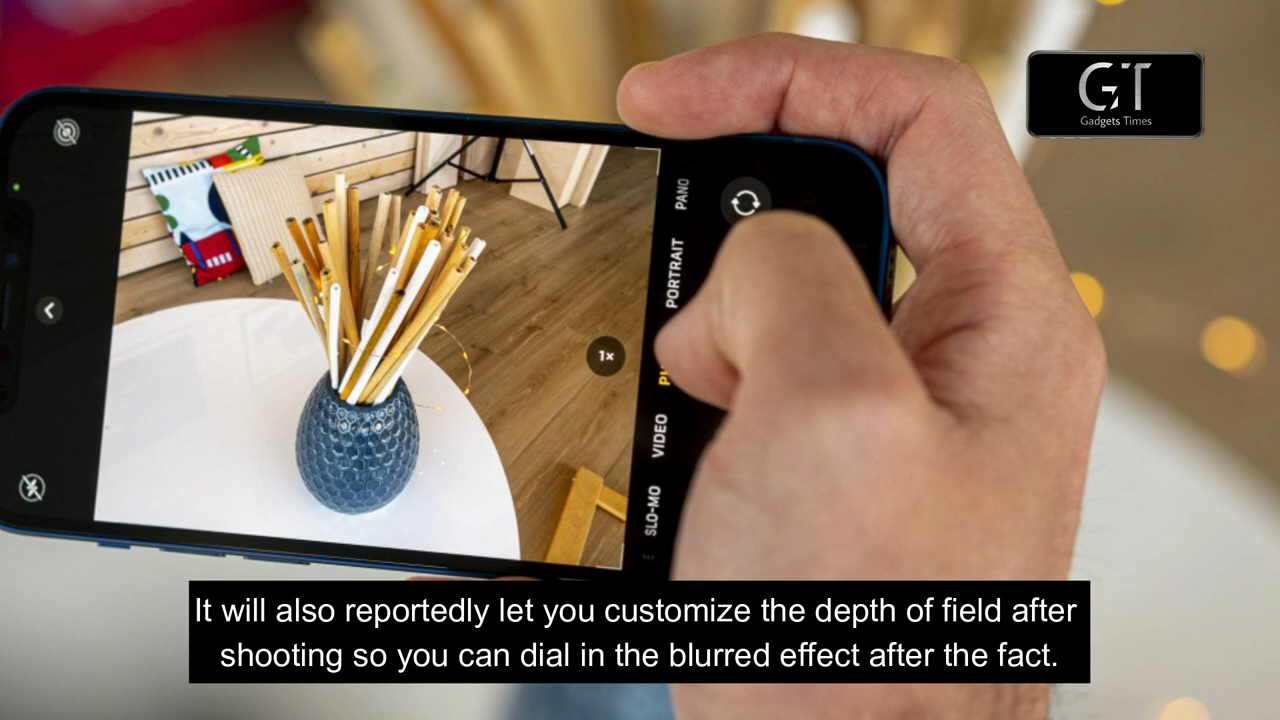 GT
Gadgets Times
PANO
PORTRAIT
1×
VIDEO
SLO-MO
It will also reportedly let you customize the depth of field after
shooting so you can dial in the blurred effect after the fact.